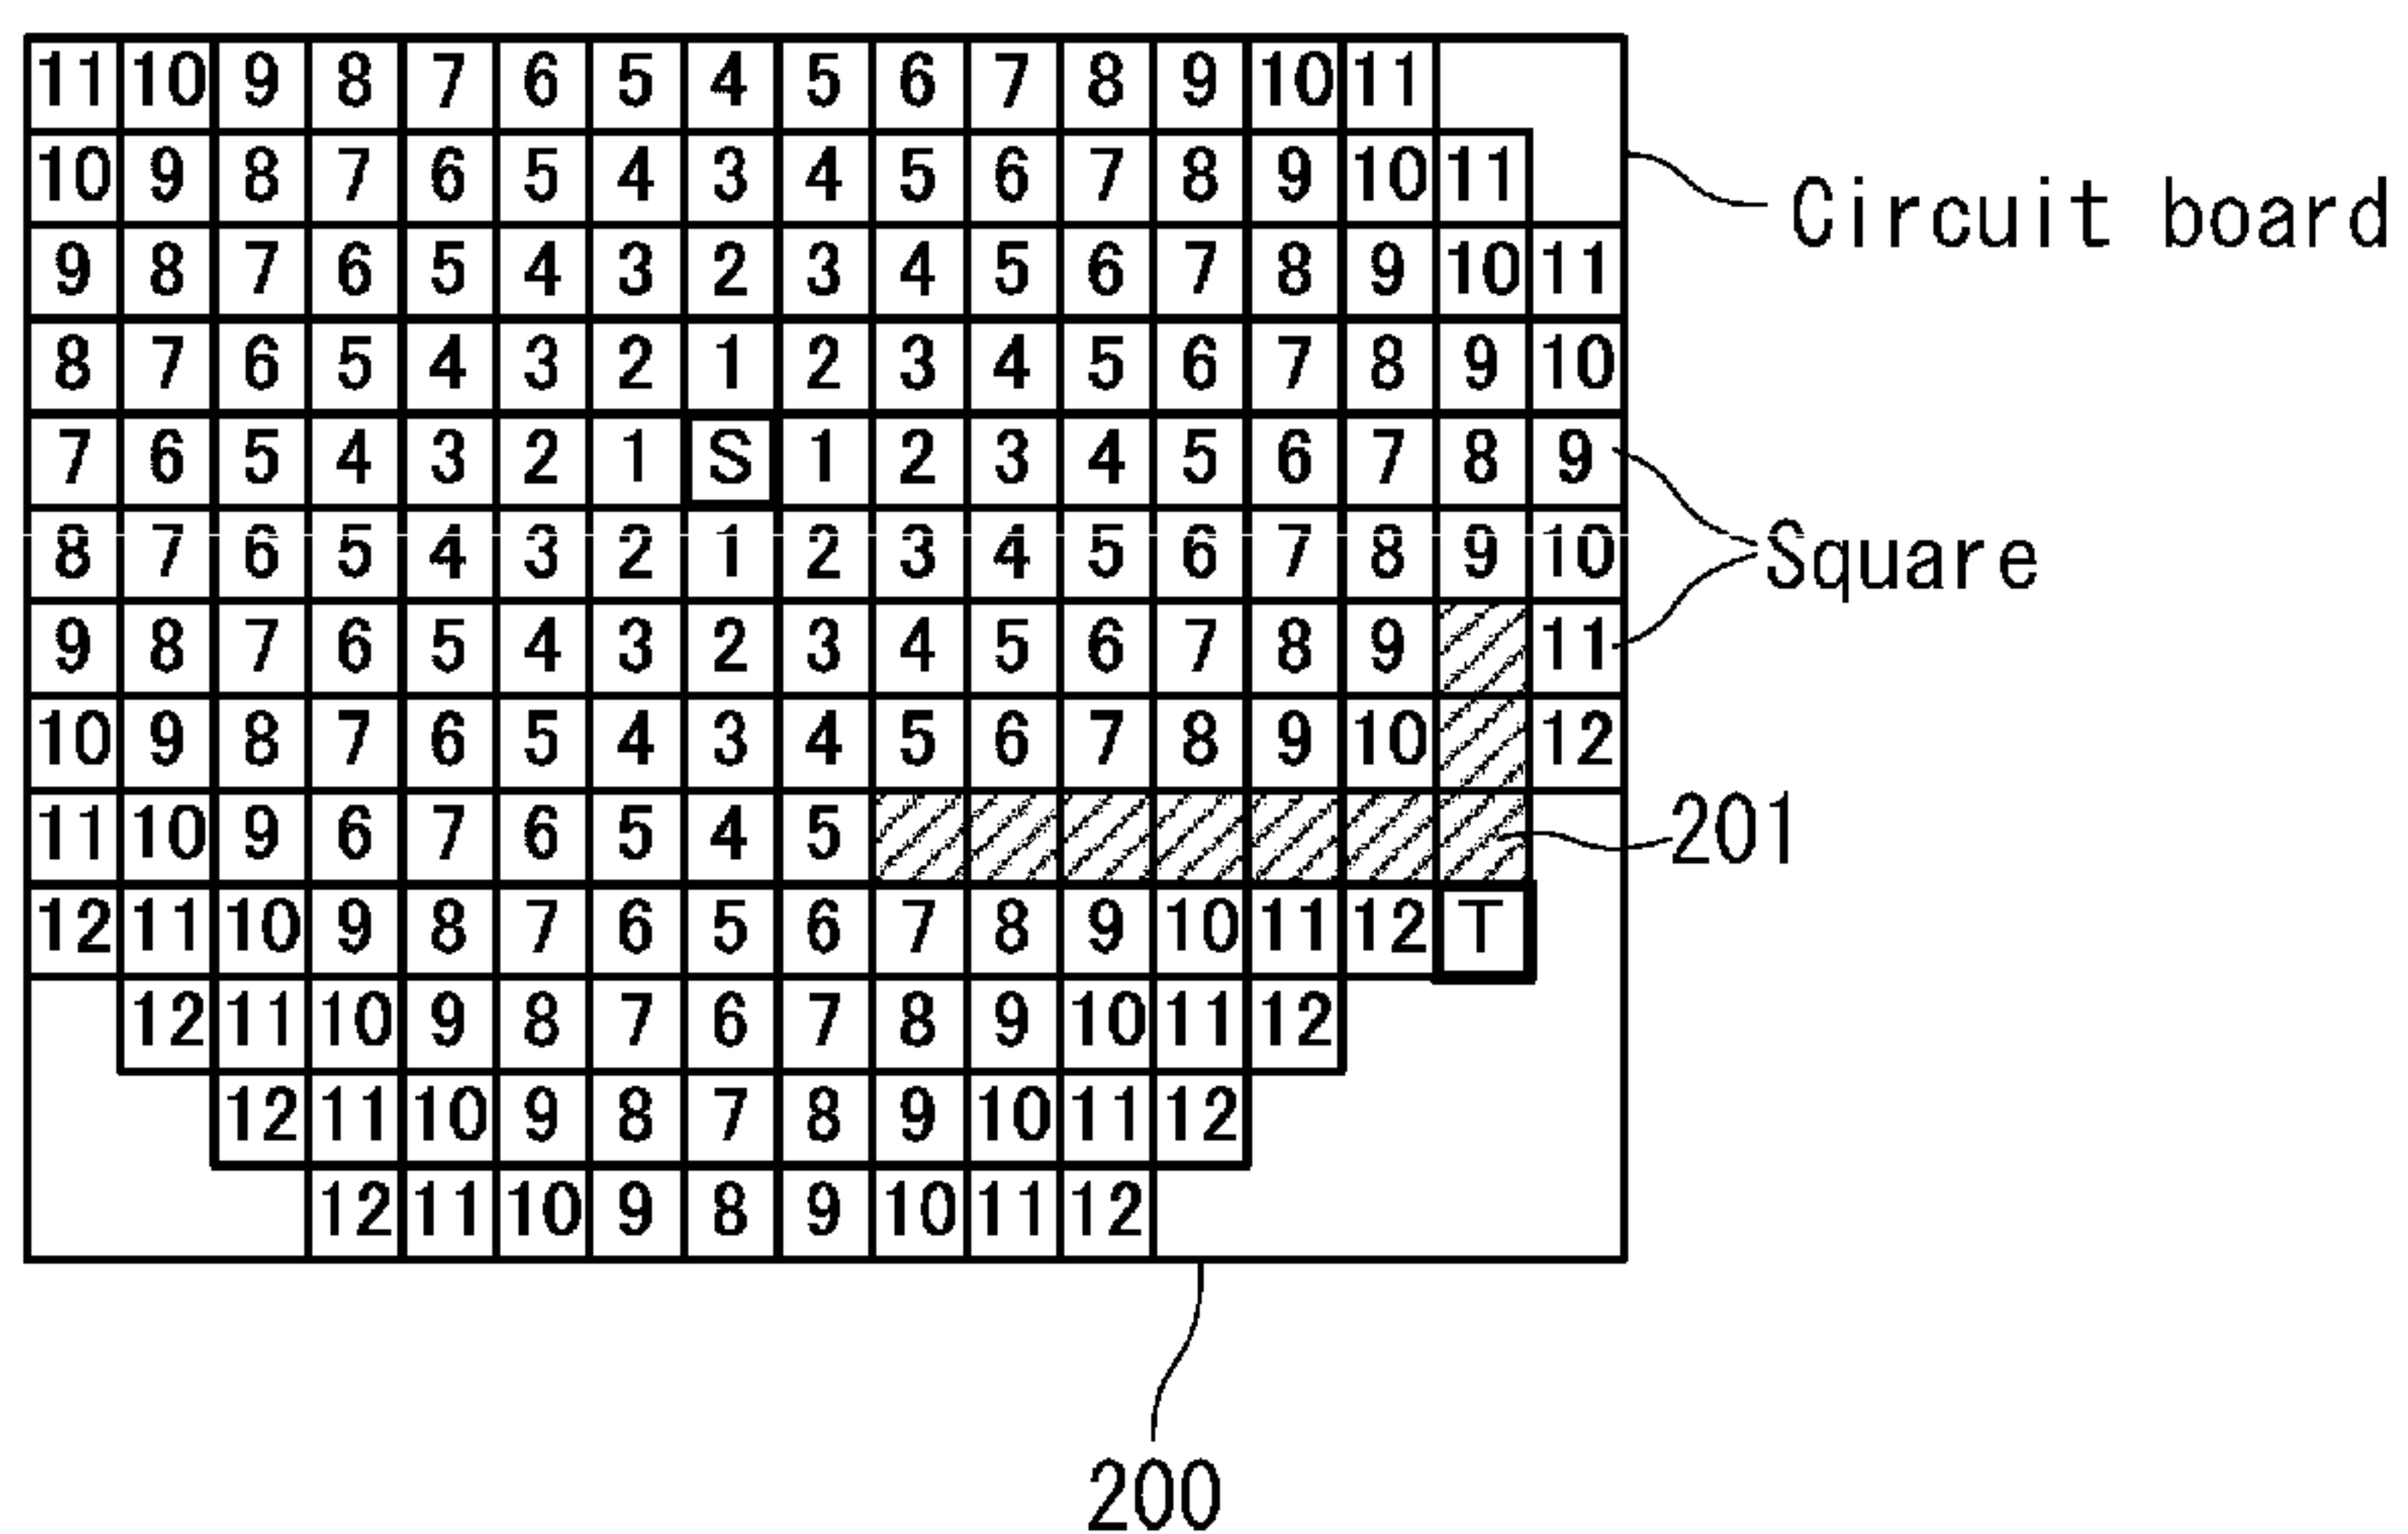 11 10 9 8 7 6 5 4 5 6 7 8 9 10 11
10 9 8 7 6 5 4 3 4 5 6 7 8 9 10 11
Circuit board
9 8 7 6 5 4 3 2 3 4 5 6 7 8 9 10 11
8 7 6 5 4 3 2 1 2 3 4 5 6 7 8 9 10
7 6 5 4 3 2 1 S 1 2 3 4 5 6 7 8 9
8 7 6 5 4 3 2 1 2 3 4 5 6 7 8 9 10
Square
9 8 7 6 5 4 3 2 3 4 5 6 7 8 9 11
10 9 8 7 6 5 4 3 4 5 6 7 8 9 10 12
11 10 9 6 7 6 5 4 5
201
12 11 10 9 8 7 6 5 6 7 8 9 10 11 12 T
12 11 10 9 8 7 6 7 8 9 10 11 12
12 11 10 9 8 7 8 9 10 11 12
12 11 10 9 8 9 10 11 12
200